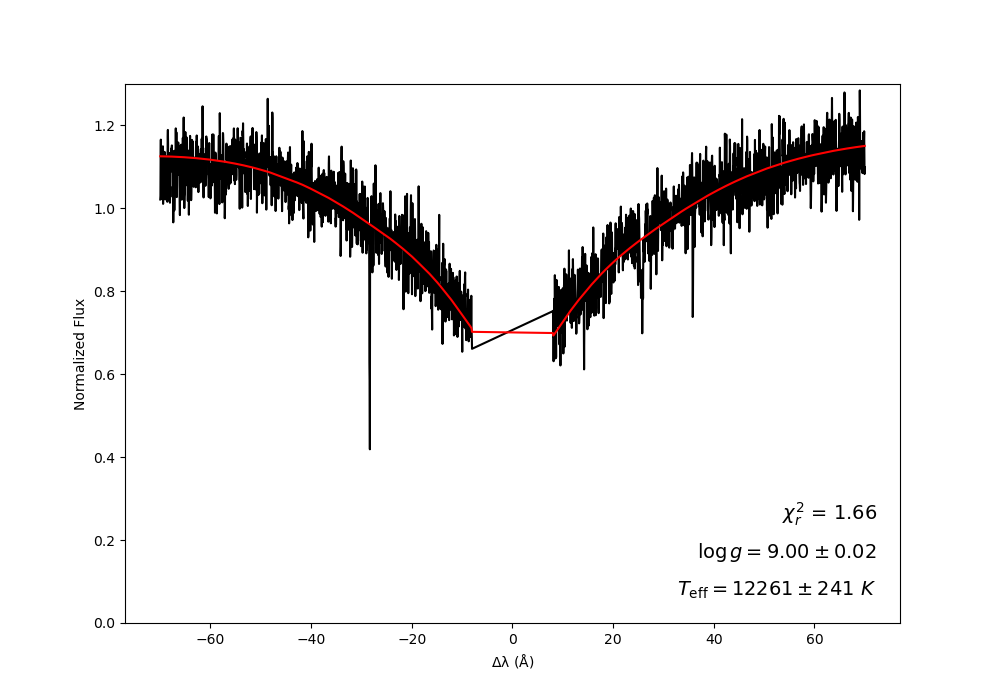 1.2
1.0
0.8
0.6
0.4
0.2
0.0
Normalized Flux
χ²ᵣ = 1.66
log g = 9.00 ± 0.02
T_eff = 12261 ± 241 K
−60 −40 −20 0 20 40 60
Δλ (Å)